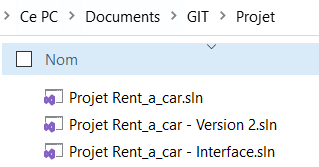 > Ce PC > Documents > GIT > Projet
Nom
Projet Rent_a_car.sln
Projet Rent_a_car - Version 2.sln
Projet Rent_a_car - Interface.sln